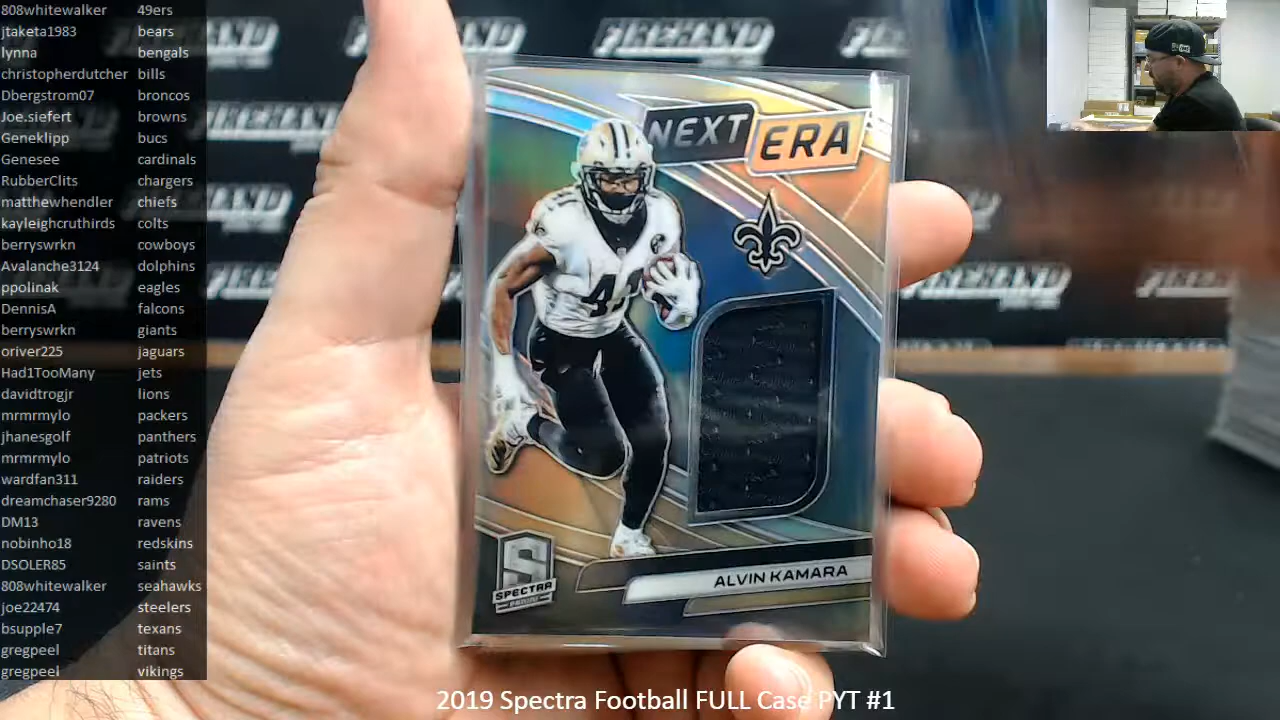 808whitewalker 49ers
jtaketa1983 bears
lynna bengals
christopherdutcher bills
Dbergstrom07 broncos
Joe.siefert browns
Geneklipp bucs
Genesee cardinals
RubberClits chargers
matthewhendler chiefs
kayleighcruthirds colts
berryswrkn cowboys
Avalanche3124 dolphins
ppolinak eagles
DennisA falcons
berryswrkn giants
oriver225 jaguars
Had1TooMany jets
davidtrogjr lions
mrmrmylo packers
jhanesgolf panthers
mrmrmylo patriots
wardfan311 raiders
dreamchaser9280 rams
DM13 ravens
nobinho18 redskins
DSOLER85 saints
808whitewalker seahawks
joe22474 steelers
bsupple7 texans
gregpeel titans
gregpeel vikings
FIREHAND FIREHAND FIREHAND
NEXT ERA
41
S
SPECTRA
ALVIN KAMARA
2019 Spectra Football FULL Case PYT #1